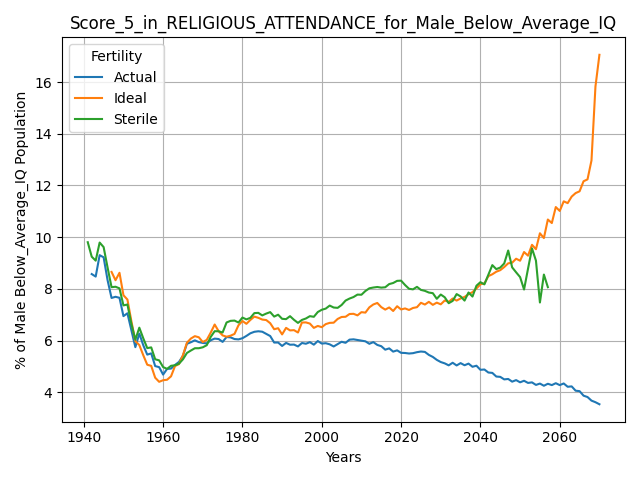 Score_5_in_RELIGIOUS_ATTENDANCE_for_Male_Below_Average_IQ
Fertility
Actual
Ideal
Sterile
% of Male Below_Average_IQ Population
16
14
12
10
8
6
4
1940
1960
1980
2000
2020
2040
2060
Years